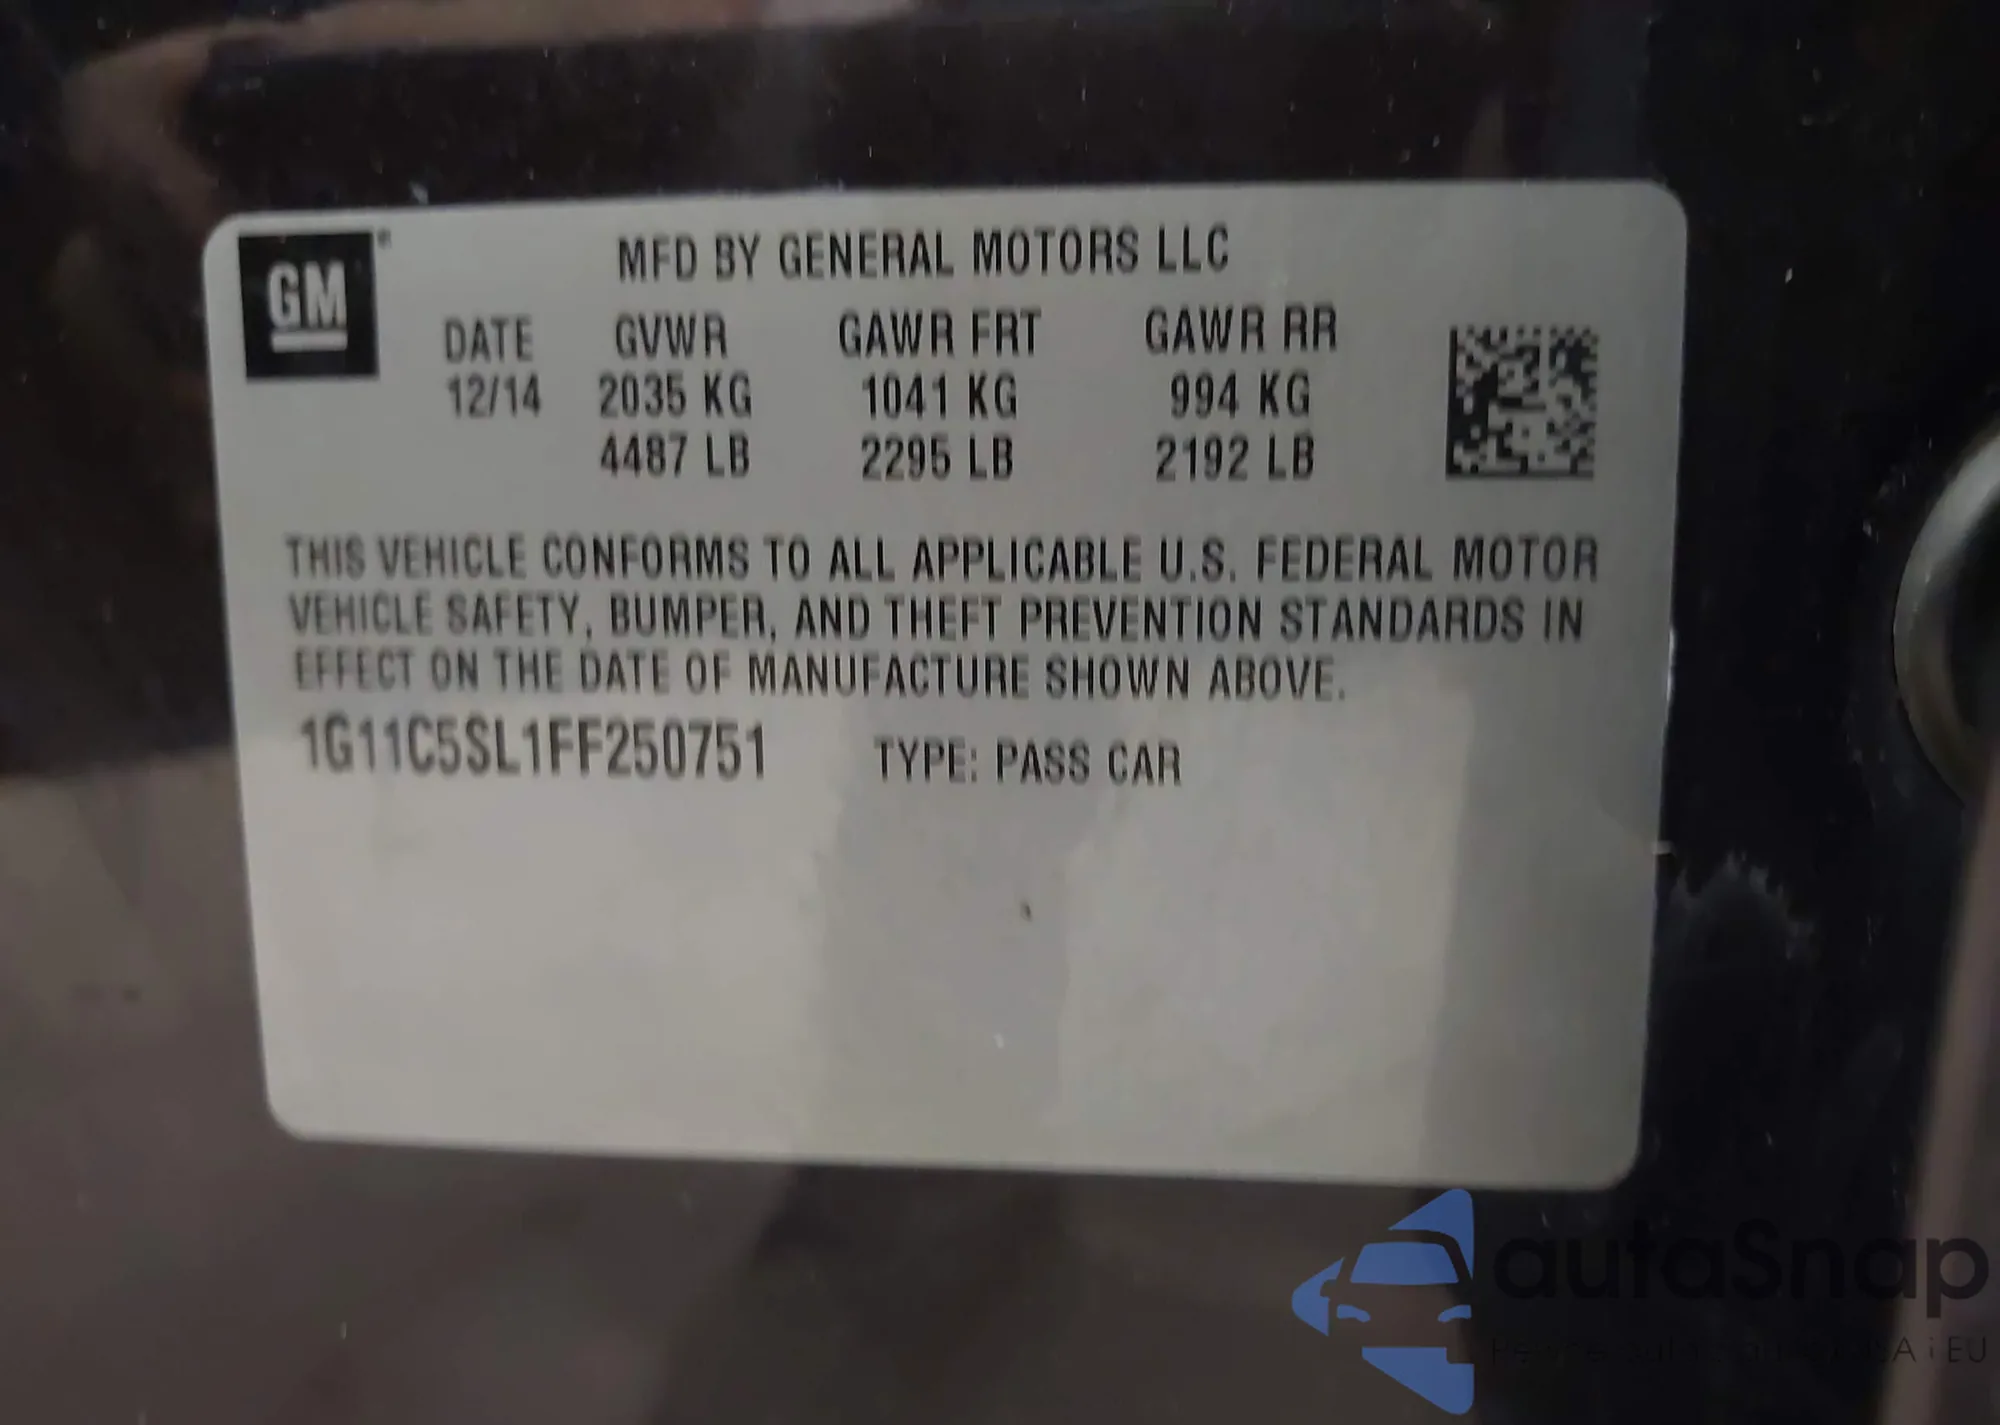 GM®
MFD BY GENERAL MOTORS LLC
DATE GVWR GAWR FRT GAWR RR
12/14 2035 KG 1041 KG 994 KG
4487 LB 2295 LB 2192 LB
THIS VEHICLE CONFORMS TO ALL APPLICABLE U.S. FEDERAL MOTOR
VEHICLE SAFETY, BUMPER, AND THEFT PREVENTION STANDARDS IN
EFFECT ON THE DATE OF MANUFACTURE SHOWN ABOVE.
1G11C5SL1FF250751 TYPE: PASS CAR
autaSnap
i EU